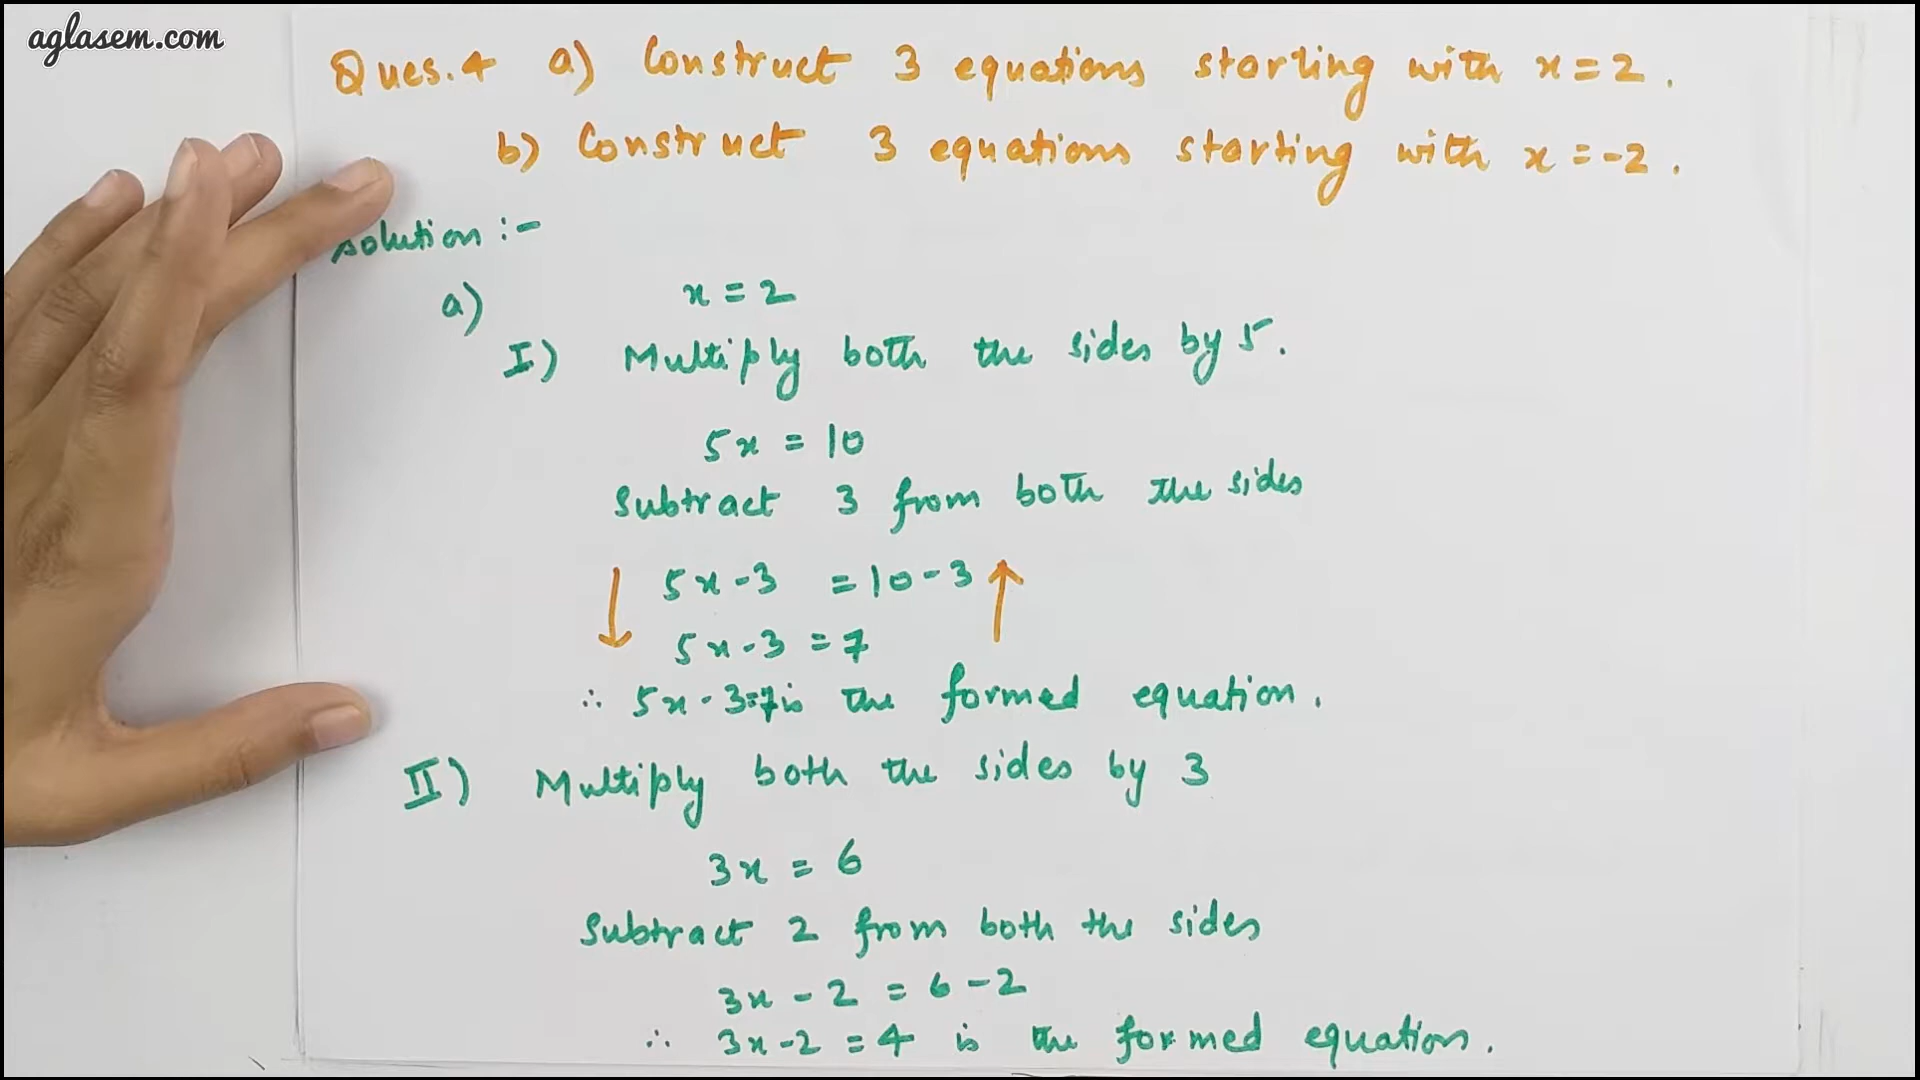 aglasem.com
Ques. 4 a) Construct 3 equations starting with x = 2 .
b) Construct 3 equations starting with x = -2 .
Solution :-
a) x = 2
I) Multiply both the sides by 5.
5x = 10
Subtract 3 from both the sides
↓ 5x - 3 = 10 - 3 ↑
5x - 3 = 7
∴ 5x - 3 = 7 is the formed equation.
II) Multiply both the sides by 3
3x = 6
Subtract 2 from both the sides
3x - 2 = 6 - 2
∴ 3x - 2 = 4 is the formed equation.